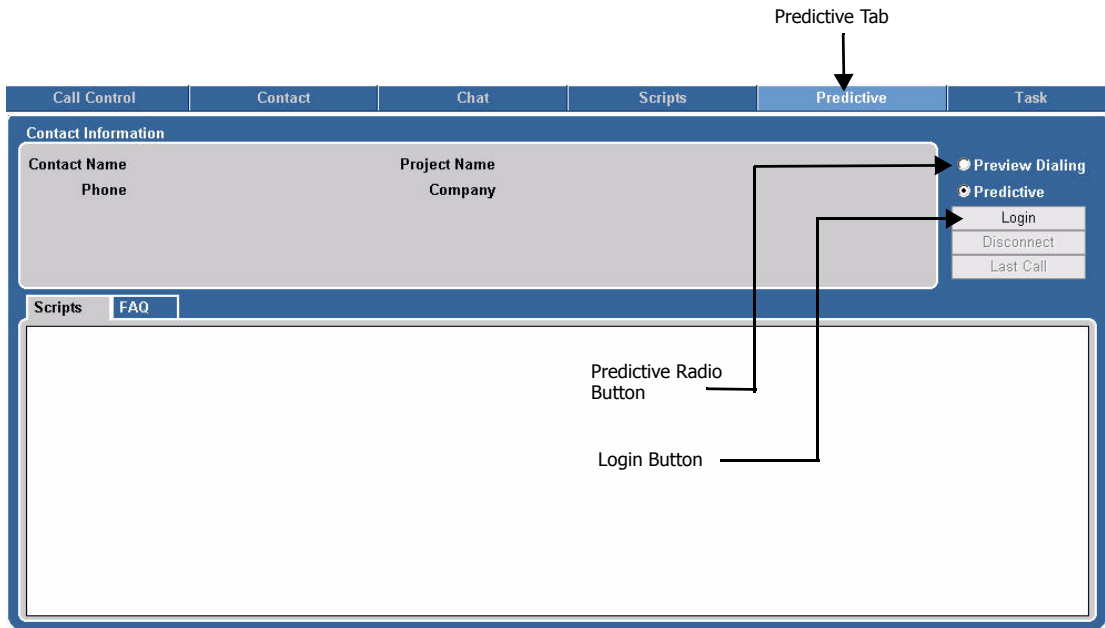 Predictive Tab
Call Control Contact Chat Scripts Predictive Task
Contact Information
Contact Name Project Name
Phone Company
Preview Dialing
Predictive
Login
Disconnect
Last Call
Scripts FAQ
Predictive Radio
Button
Login Button